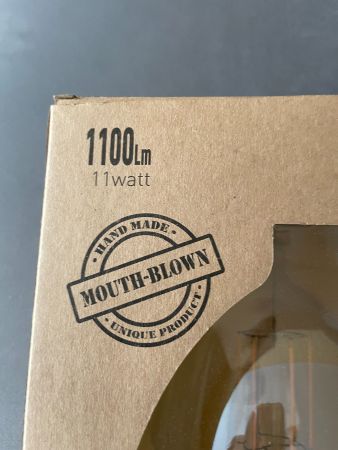 1100Lm
11watt
• HAND MADE •
MOUTH-BLOWN
• UNIQUE PRODUCT •